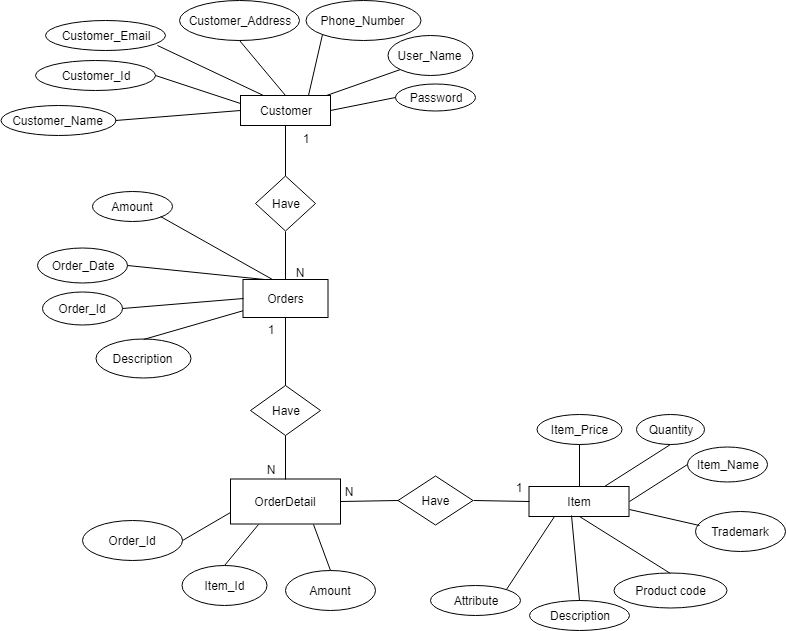 Customer_Address
Phone_Number
Customer_Email
User_Name
Customer_Id
Password
Customer
Customer_Name
1
Have
Amount
Order_Date
N
Orders
Order_Id
1
Description
Have
Item_Price
Quantity
Item_Name
N
N
1
OrderDetail
Have
Item
Trademark
Order_Id
Item_Id
Amount
Attribute
Product code
Description